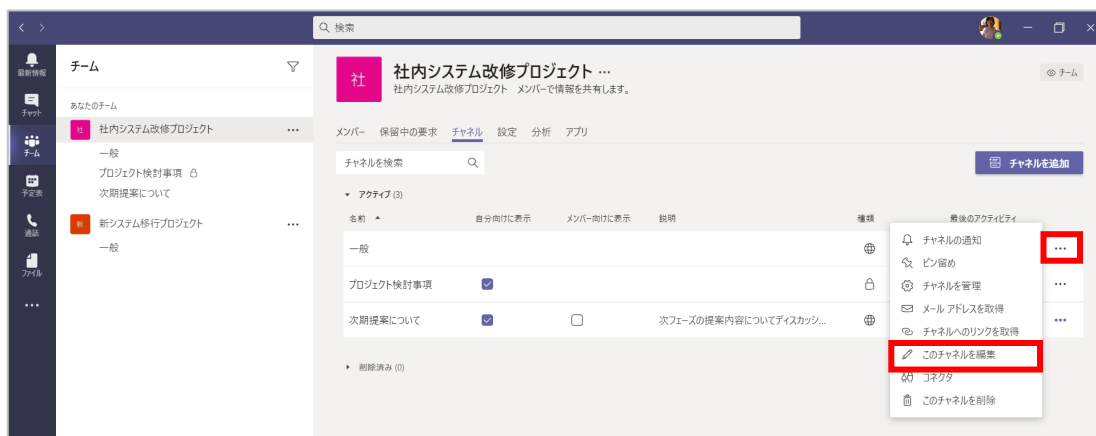 検索
最新情報
チャット
チーム
予定表
通話
ファイル
チーム
あなたのチーム
社 社内システム改修プロジェクト
一般
プロジェクト検討事項
次期提案について
新 新システム移行プロジェクト
一般
社
社内システム改修プロジェクト …
社内システム改修プロジェクト メンバーで情報を共有します。
チーム
メンバー 保留中の要求 チャネル 設定 分析 アプリ
チャネルを検索
チャネルを追加
アクティブ (3)
名前 自分向けに表示 メンバー向けに表示 説明 種類 最後のアクティビティ
一般
プロジェクト検討事項
次期提案について 次フェーズの提案内容についてディスカッシ...
削除済み (0)
チャネルの通知
ピン留め
チャネルを管理
メール アドレスを取得
チャネルへのリンクを取得
このチャネルを編集
コネクタ
このチャネルを削除